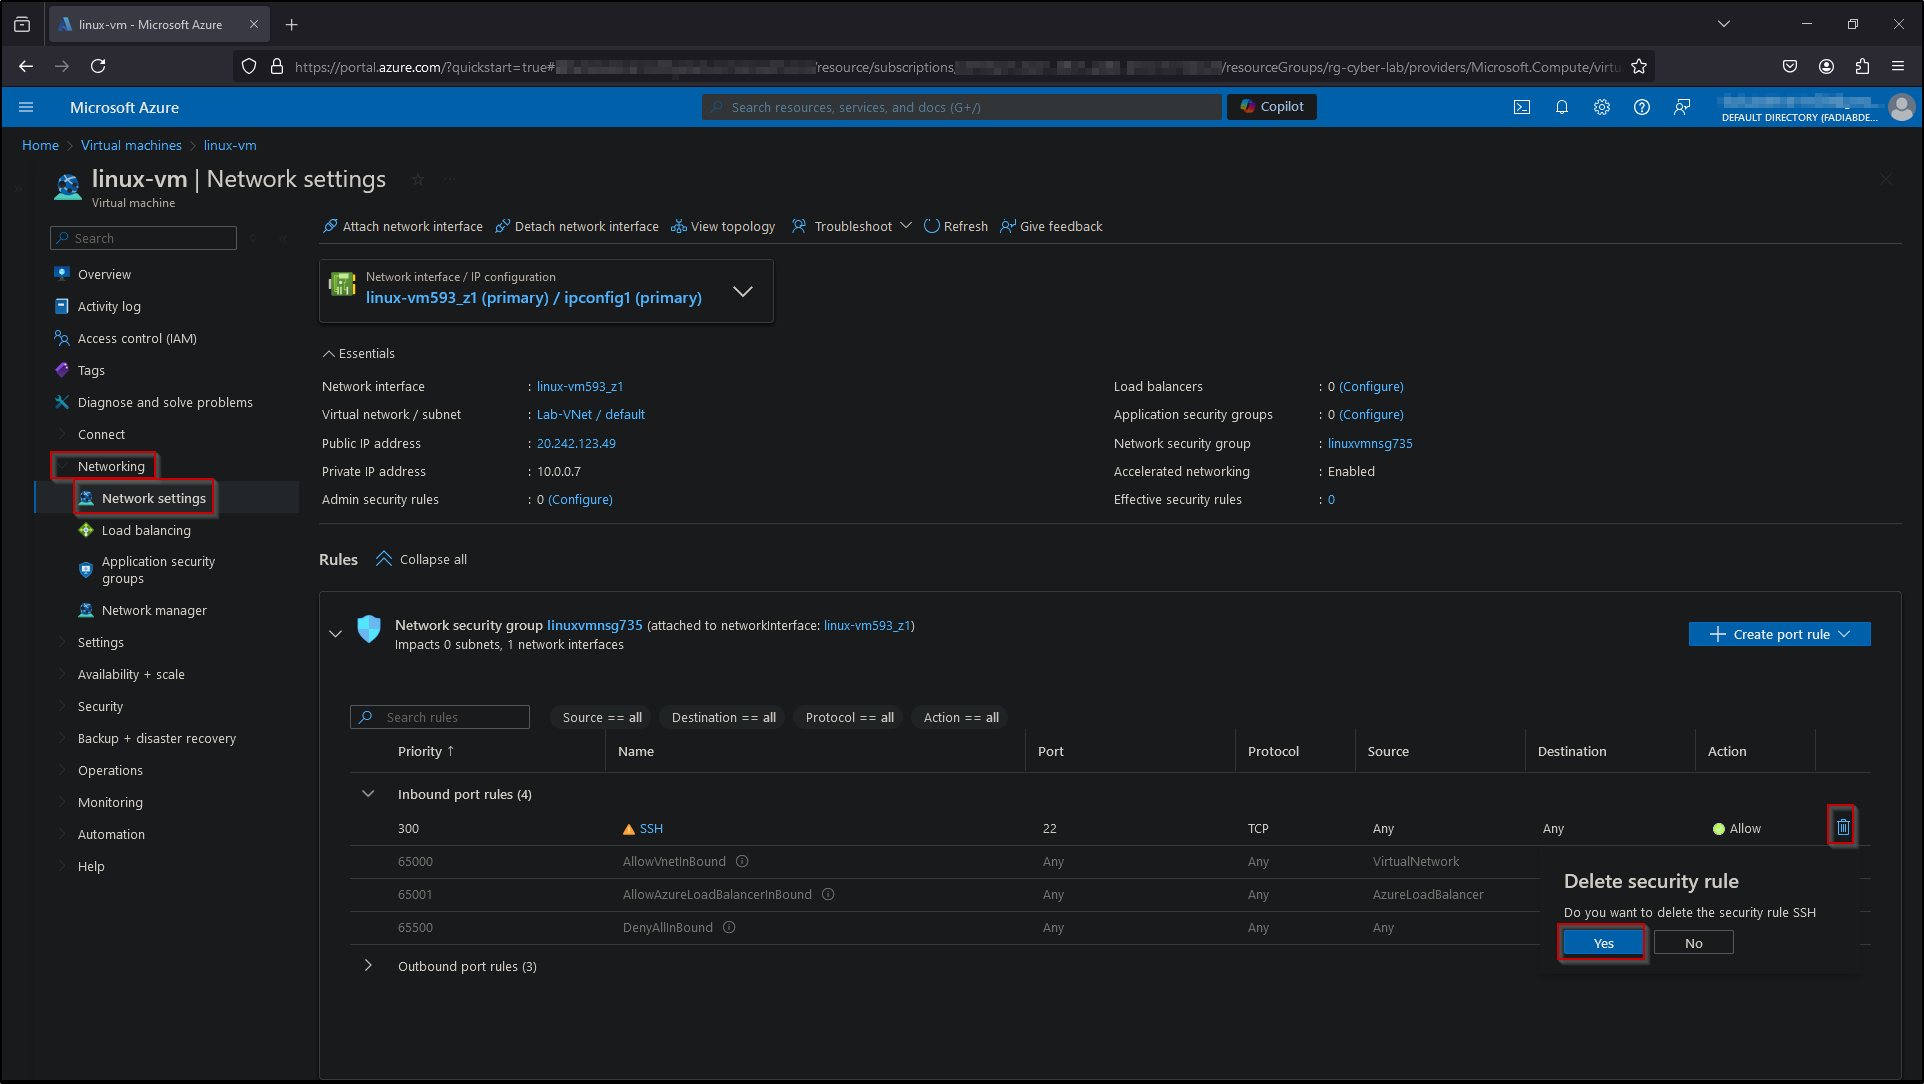 linux-vm - Microsoft Azure
https://portal.azure.com/?quickstart=true#
/resource/subscriptions
/resourceGroups/rg-cyber-lab/providers/Microsoft.Compute/virtu
Microsoft Azure
Search resources, services, and docs (G+/)
Copilot
DEFAULT DIRECTORY (FADIABDE...
Home > Virtual machines > linux-vm
linux-vm | Network settings
Virtual machine
Search
Overview
Activity log
Access control (IAM)
Tags
Diagnose and solve problems
Connect
Networking
Network settings
Load balancing
Application security
groups
Network manager
Settings
Availability + scale
Security
Backup + disaster recovery
Operations
Monitoring
Automation
Help
Attach network interface Detach network interface View topology Troubleshoot Refresh Give feedback
Network interface / IP configuration
linux-vm593_z1 (primary) / ipconfig1 (primary)
Essentials
Network interface : linux-vm593_z1
Virtual network / subnet : Lab-VNet / default
Public IP address : 20.242.123.49
Private IP address : 10.0.0.7
Admin security rules : 0 (Configure)
Load balancers : 0 (Configure)
Application security groups : 0 (Configure)
Network security group : linuxvmnsg735
Accelerated networking : Enabled
Effective security rules : 0
Rules Collapse all
Network security group linuxvmnsg735 (attached to networkInterface: linux-vm593_z1)
Impacts 0 subnets, 1 network interfaces
Create port rule
Search rules Source == all Destination == all Protocol == all Action == all
Priority ↑ Name Port Protocol Source Destination Action
Inbound port rules (4)
300 SSH 22 TCP Any Any Allow
65000 AllowVnetInBound Any Any VirtualNetwork
65001 AllowAzureLoadBalancerInBound Any Any AzureLoadBalancer
65500 DenyAllInBound Any Any Any
Outbound port rules (3)
Delete security rule
Do you want to delete the security rule SSH
Yes No